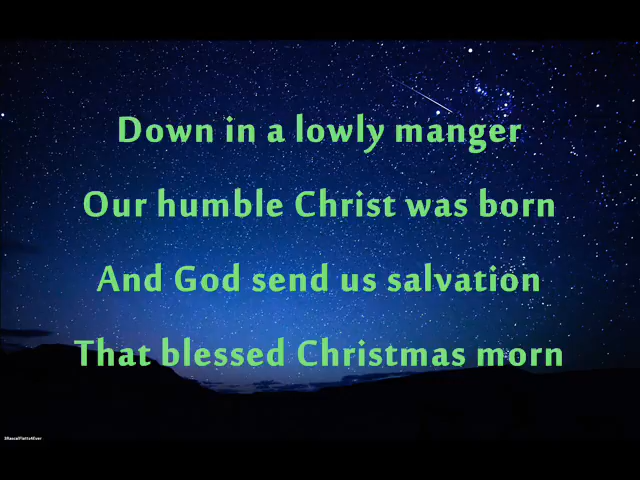 Down in a lowly manger
Our humble Christ was born
And God send us salvation
That blessed Christmas morn